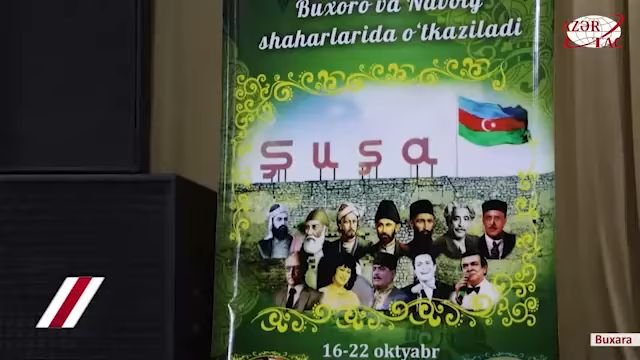 Buxoro va Navoiy
shaharlarida o'tkaziladi
AZƏR
TAC
Şuşa
16-22 oktyabr
Buxara